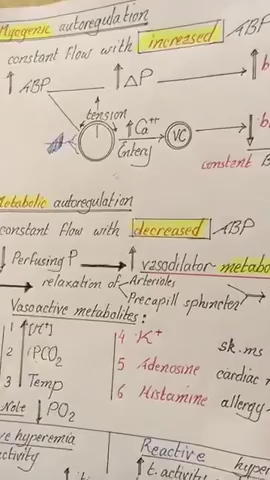 Myogenic autoregulation
constant flow with increased ABP
↑ ABP ↑ ΔP ↑
tension
↑ Ca++
Entery
VC
constant
Metabolic autoregulation
constant flow with decreased ABP
↓ Perfusing P → ↑ vasodilator metabo
→ relaxation of Arterioles
Precapill sphincter
Vasoactive metabolites:
1 ↑[H+] 4 K+ sk.ms
2 PCO2 5 Adenosine cardiac
3 Temp 6 Histamine allergy
Note ↓PO2
ve hyperemia Reactive hyper
activity ↑ t. activity